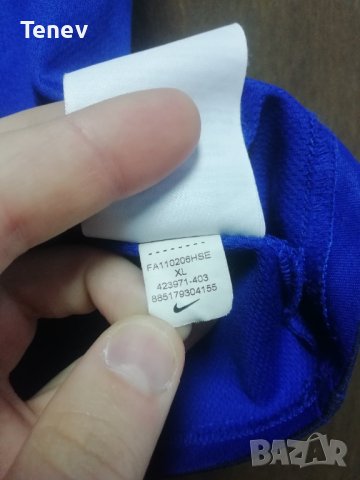 Tenev
FA110206HSE
XL
423971-403
885179304155
BAZAR